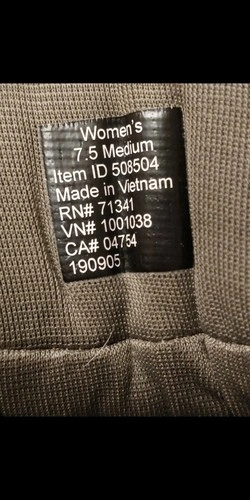 Women's
7.5 Medium
Item ID 508504
Made in Vietnam
RN# 71341
VN# 1001038
CA# 04754
190905